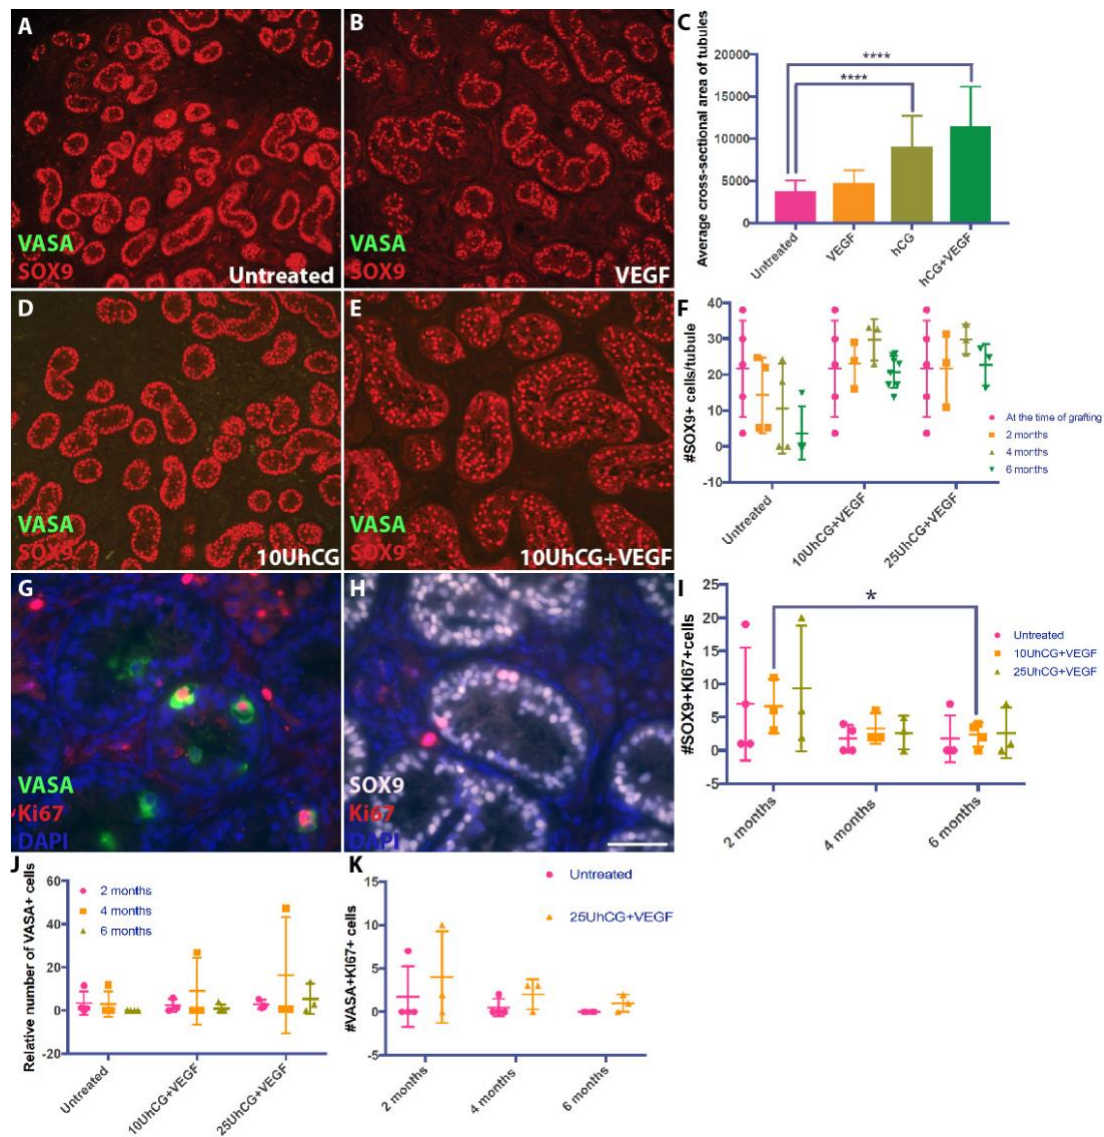 A
VASA
SOX9
Untreated
B
VASA
SOX9
VEGF
C
Average cross-sectional area of tubules
20000
15000
10000
5000
0
****
****
Untreated
VEGF
hCG
hCG+VEGF
D
VASA
SOX9
10UhCG
E
VASA
SOX9
10UhCG+VEGF
F
#SOX9+ cells/tubule
40
30
20
10
0
-10
At the time of grafting
2 months
4 months
6 months
Untreated
10UhCG+VEGF
25UhCG+VEGF
G
VASA
Ki67
DAPI
H
SOX9
Ki67
DAPI
I
#SOX9+KI67+cells
25
20
15
10
5
0
-5
*
Untreated
10UhCG+VEGF
25UhCG+VEGF
2 months
4 months
6 months
J
Relative number of VASA+ cells
60
40
20
0
-20
2 months
4 months
6 months
Untreated
10UhCG+VEGF
25UhCG+VEGF
K
#VASA+KI67+ cells
15
10
5
0
-5
Untreated
25UhCG+VEGF
2 months
4 months
6 months